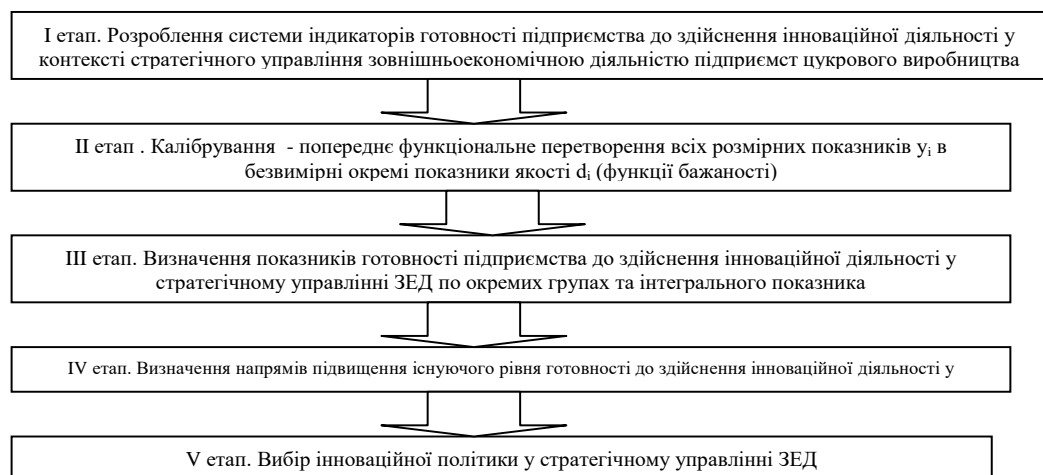 І етап. Розроблення системи індикаторів готовності підприємства до здійснення інноваційної діяльності у
контексті стратегічного управління зовнішньоекономічною діяльністю підприємст цукрового виробництва
ІІ етап . Калібрування - попереднє функціональне перетворення всіх розмірних показників yᵢ в
безвимірні окремі показники якості dᵢ (функції бажаності)
ІІІ етап. Визначення показників готовності підприємства до здійснення інноваційної діяльності у
стратегічному управлінні ЗЕД по окремих групах та інтегрального показника
IV етап. Визначення напрямів підвищення існуючого рівня готовності до здійснення інноваційної діяльності у
V етап. Вибір інноваційної політики у стратегічному управлінні ЗЕД